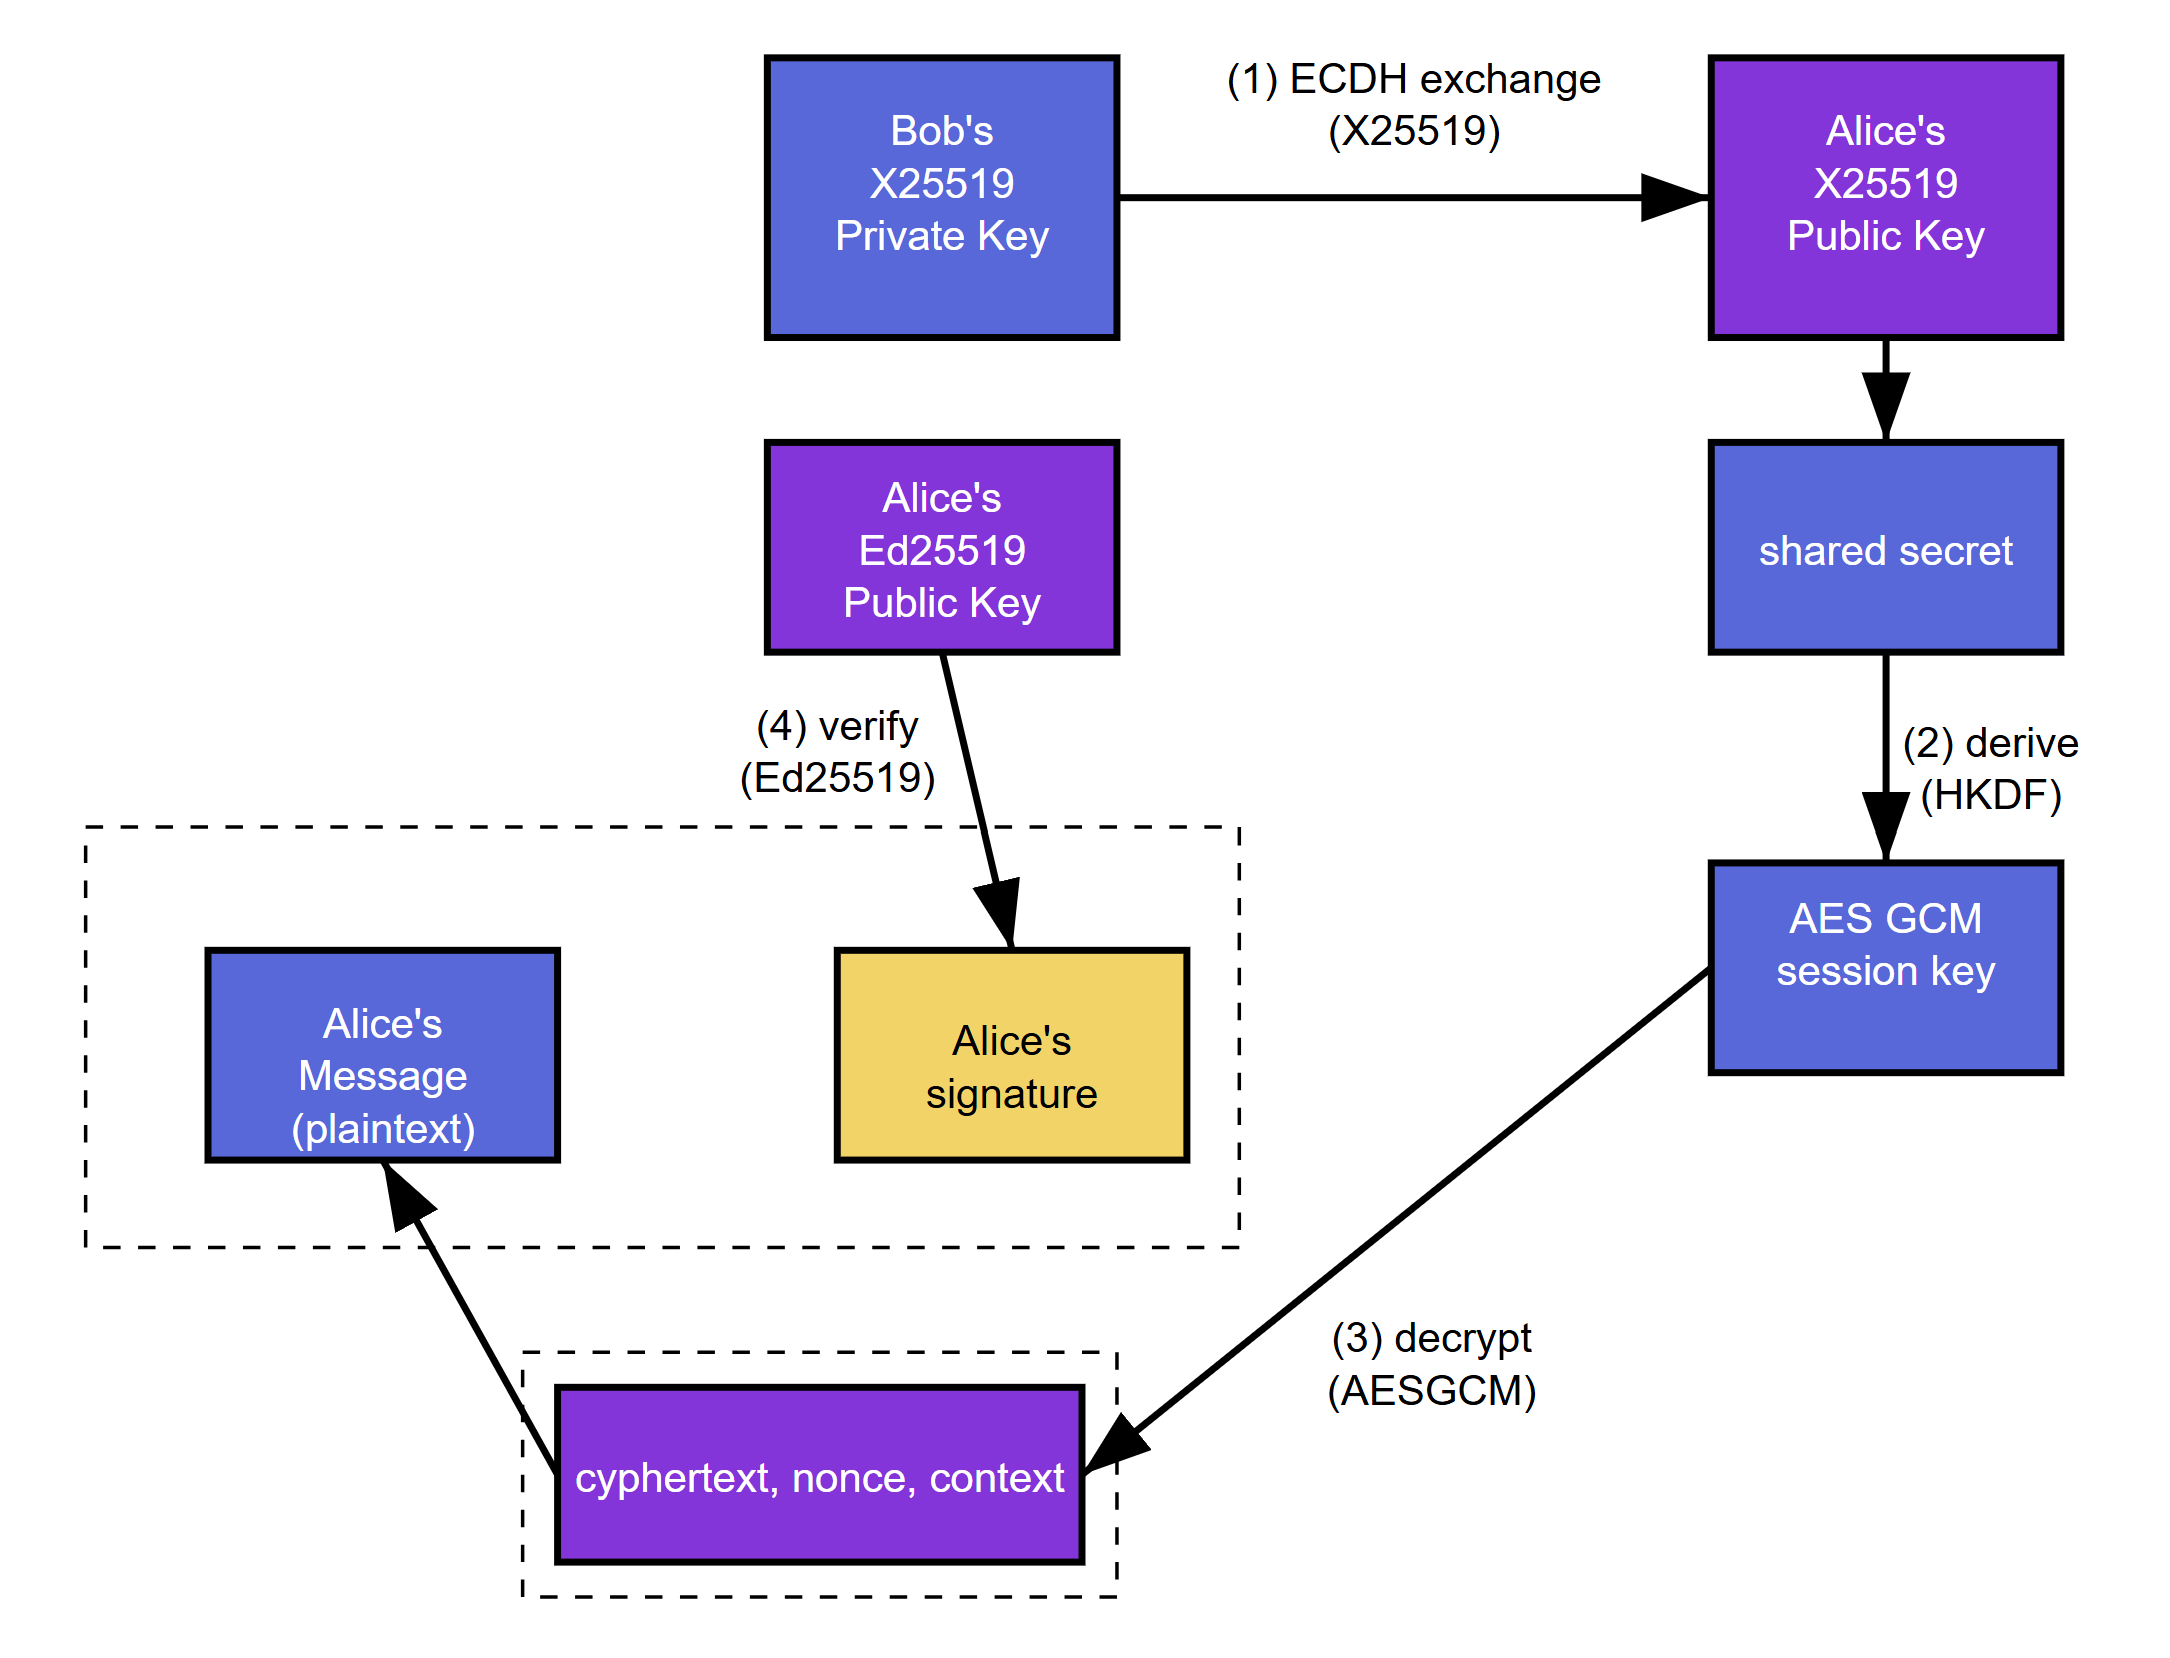 Bob's
X25519
Private Key
(1) ECDH exchange
(X25519)
Alice's
X25519
Public Key
Alice's
Ed25519
Public Key
shared secret
(4) verify
(Ed25519)
(2) derive
(HKDF)
Alice's
Message
(plaintext)
Alice's
signature
AES GCM
session key
(3) decrypt
(AESGCM)
cyphertext, nonce, context